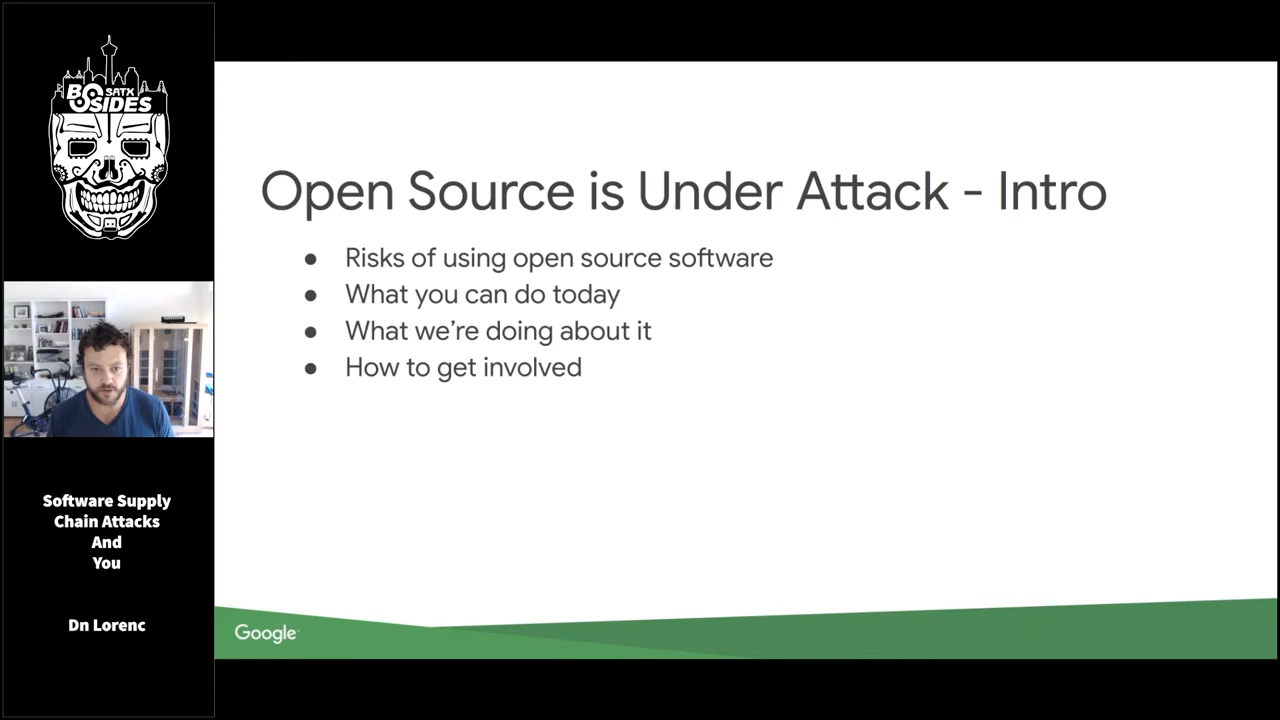 BSIDES
SATX
Software Supply
Chain Attacks
And
You
Dn Lorenc
Open Source is Under Attack - Intro
● Risks of using open source software
● What you can do today
● What we’re doing about it
● How to get involved
Google